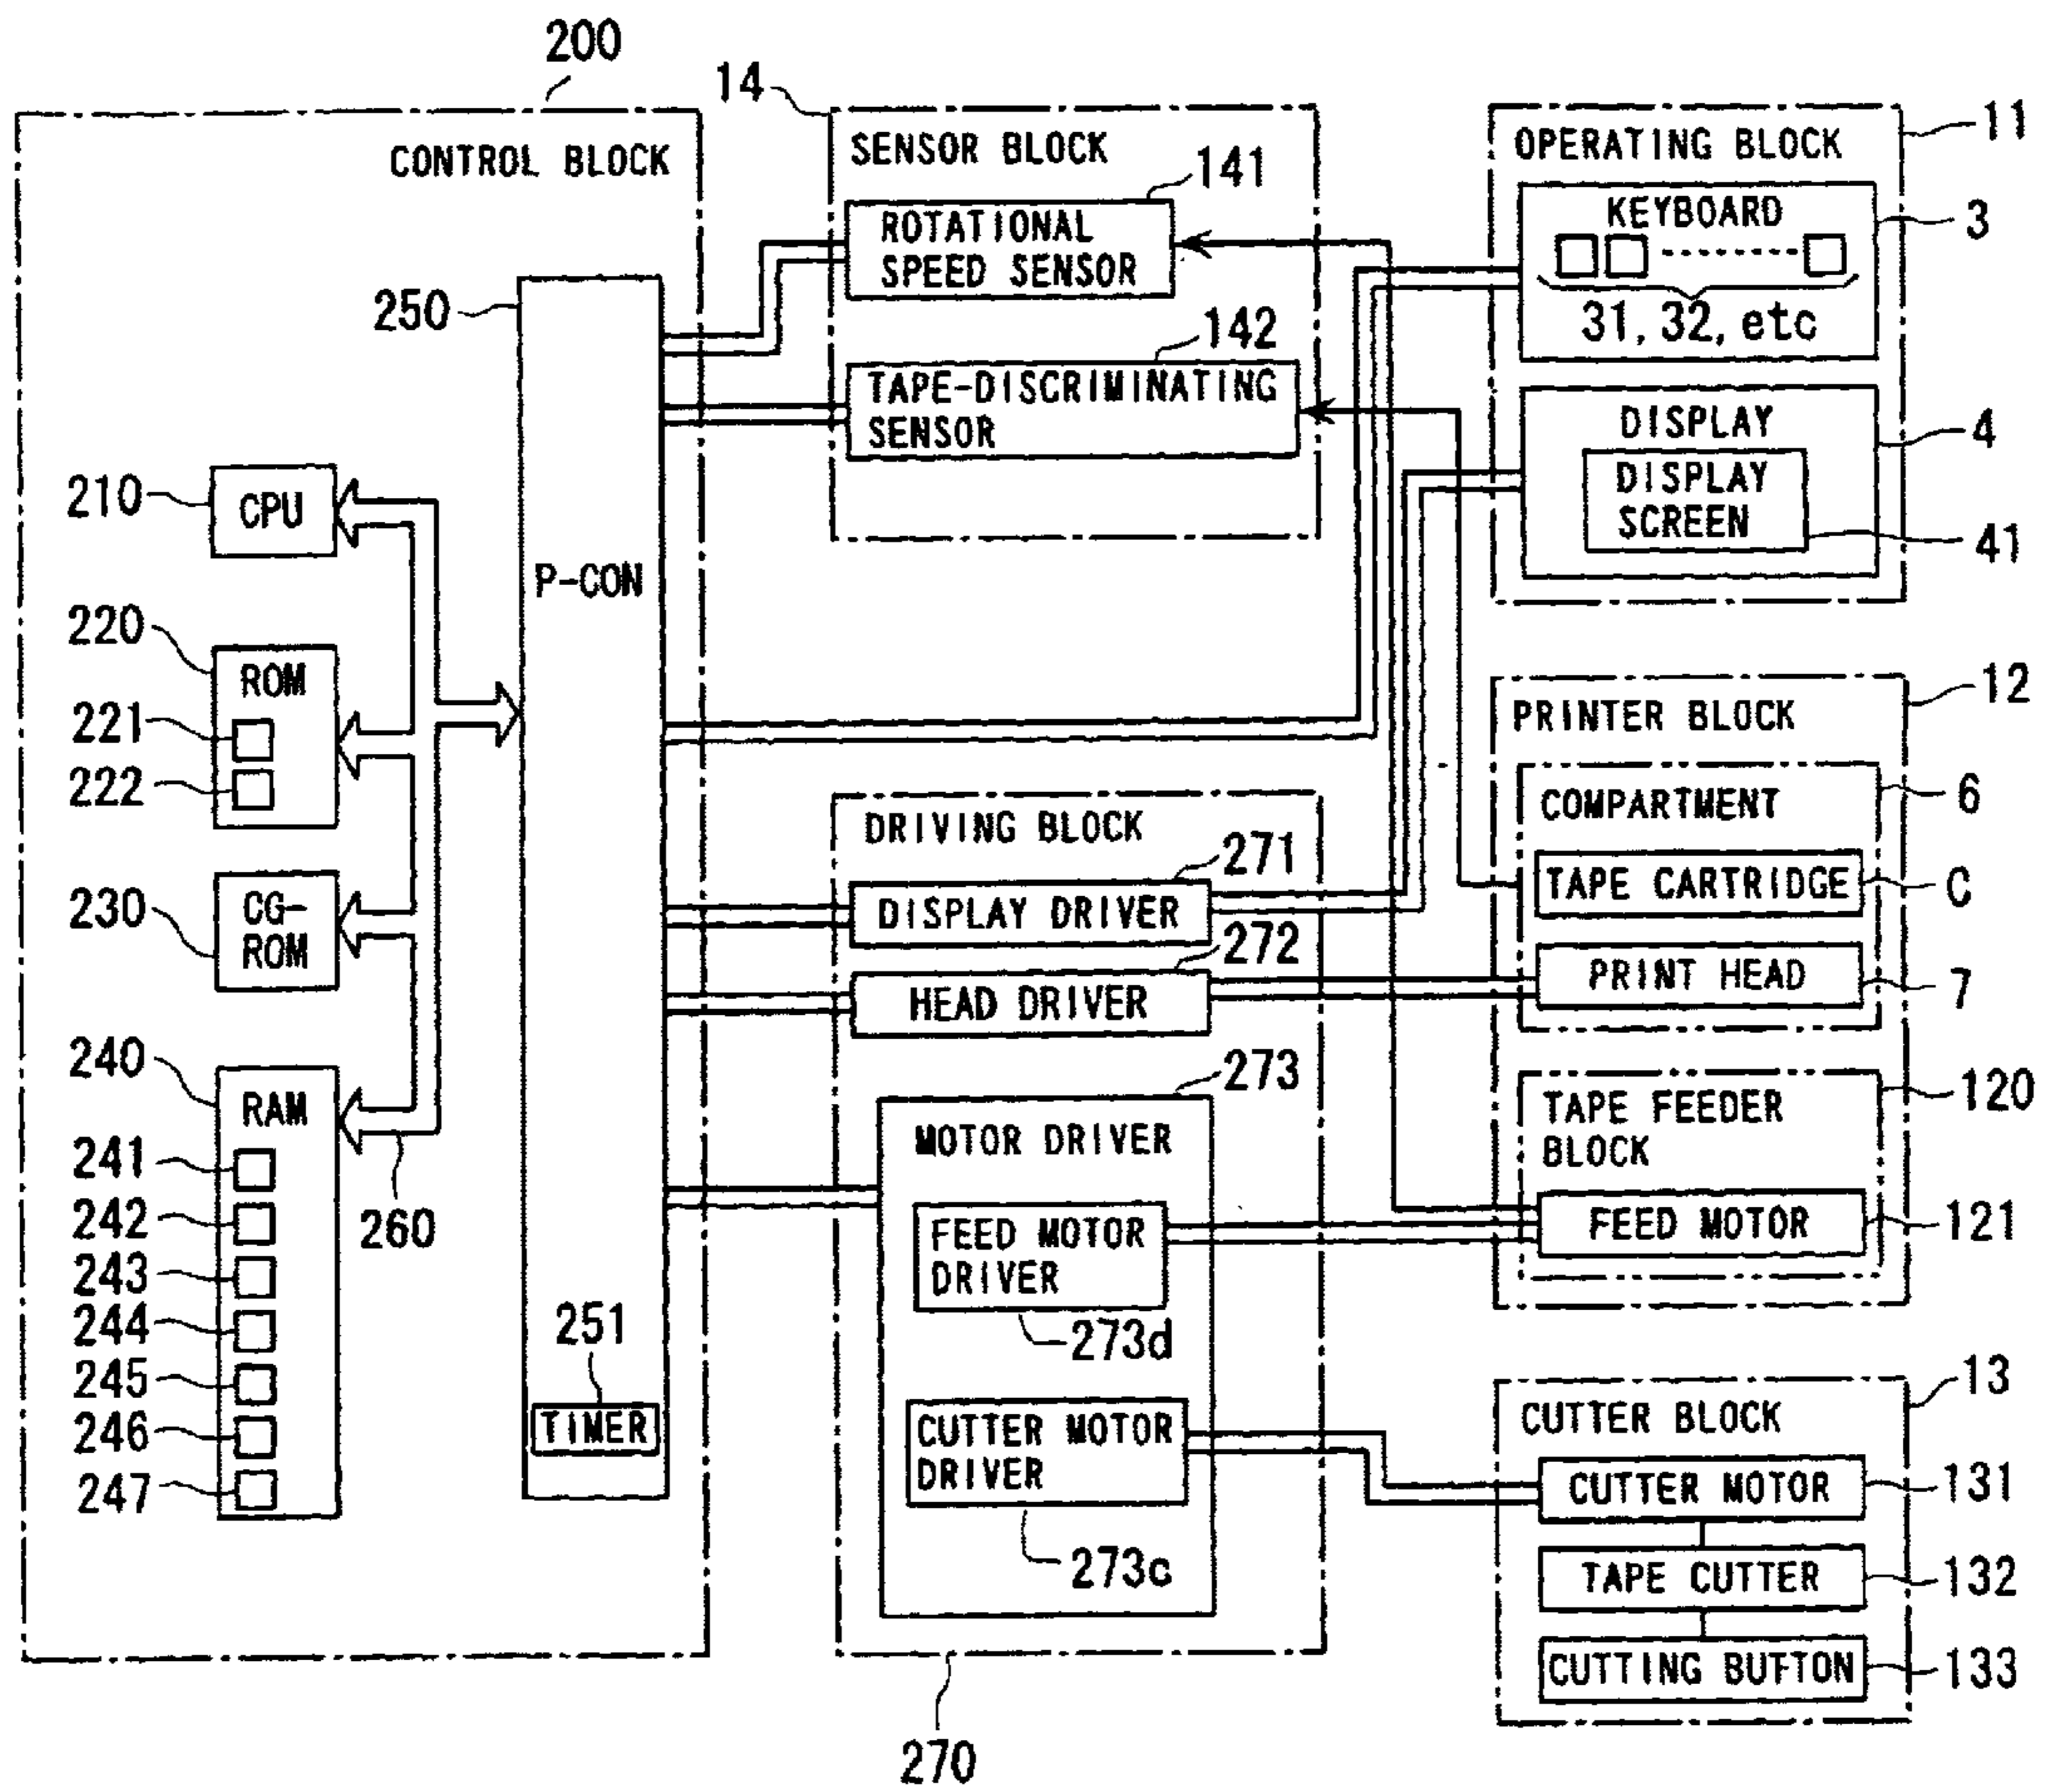 200
CONTROL BLOCK
250
P-CON
210
CPU
220
ROM
221
222
230
CG-
ROM
240
RAM
241
242
243
244
245
246
247
260
251
TIMER
14
SENSOR BLOCK
141
ROTATIONAL
SPEED SENSOR
142
TAPE-DISCRIMINATING
SENSOR
DRIVING BLOCK
271
DISPLAY DRIVER
272
HEAD DRIVER
273
MOTOR DRIVER
FEED MOTOR
DRIVER
273d
CUTTER MOTOR
DRIVER
273c
270
OPERATING BLOCK
11
KEYBOARD
3
31, 32, etc
DISPLAY
4
DISPLAY
SCREEN
41
12
PRINTER BLOCK
COMPARTMENT
6
TAPE CARTRIDGE
C
PRINT HEAD
7
TAPE FEEDER
BLOCK
120
FEED MOTOR
121
13
CUTTER BLOCK
CUTTER MOTOR
131
TAPE CUTTER
132
CUTTING BUTTON
133